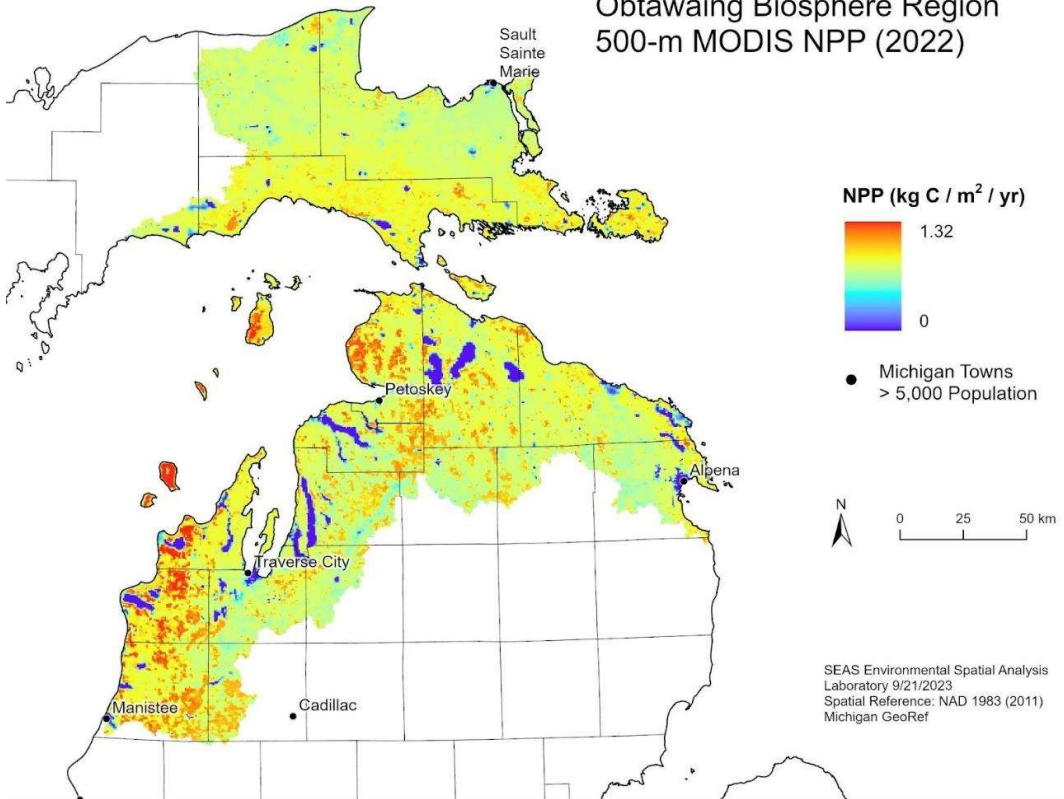 Obtawaing Biosphere Region
500-m MODIS NPP (2022)
Sault
Sainte
Marie
NPP (kg C / m² / yr)
1.32
0
Michigan Towns
> 5,000 Population
Petoskey
Alpena
N
0 25 50 km
Traverse City
SEAS Environmental Spatial Analysis
Laboratory 9/21/2023
Spatial Reference: NAD 1983 (2011)
Michigan GeoRef
Manistee
Cadillac